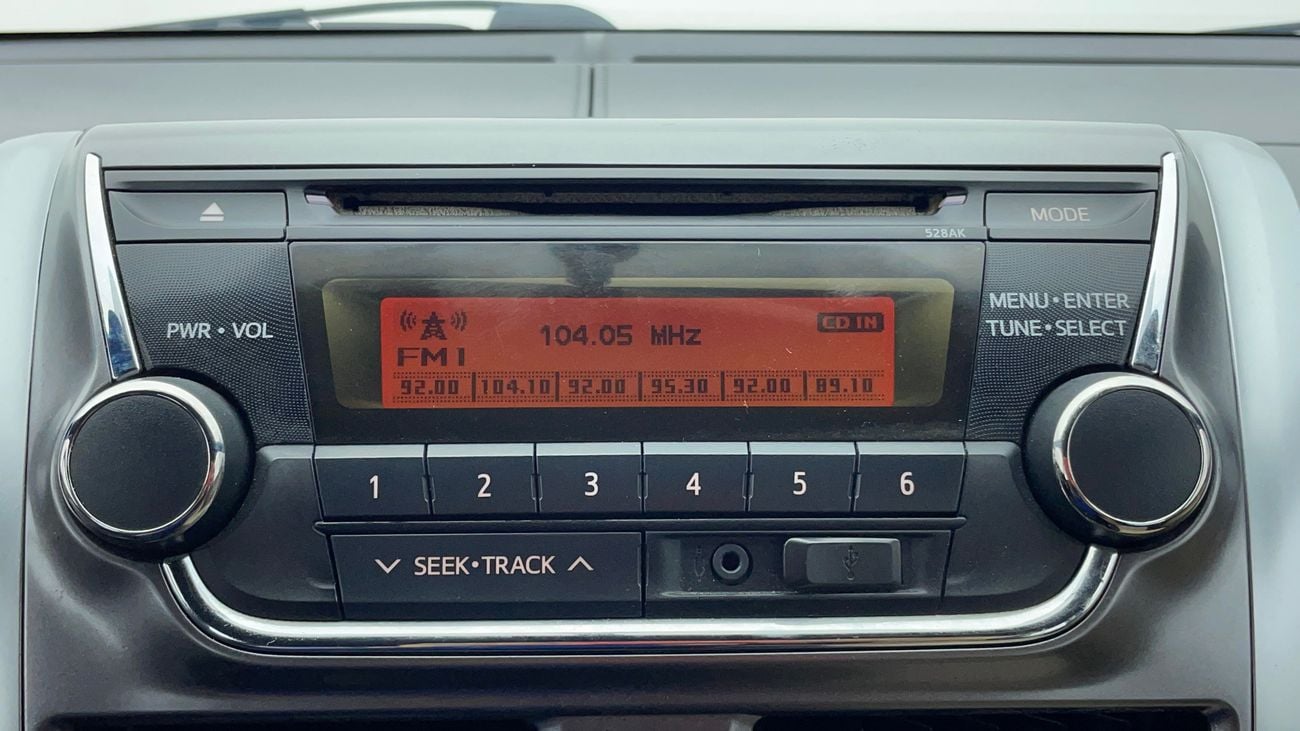 MODE
528AK
PWR • VOL
MENU • ENTER
TUNE • SELECT
104.05 MHz
CD IN
FM1
92.00 104.10 92.00 95.30 92.00 89.10
1 2 3 4 5 6
SEEK • TRACK